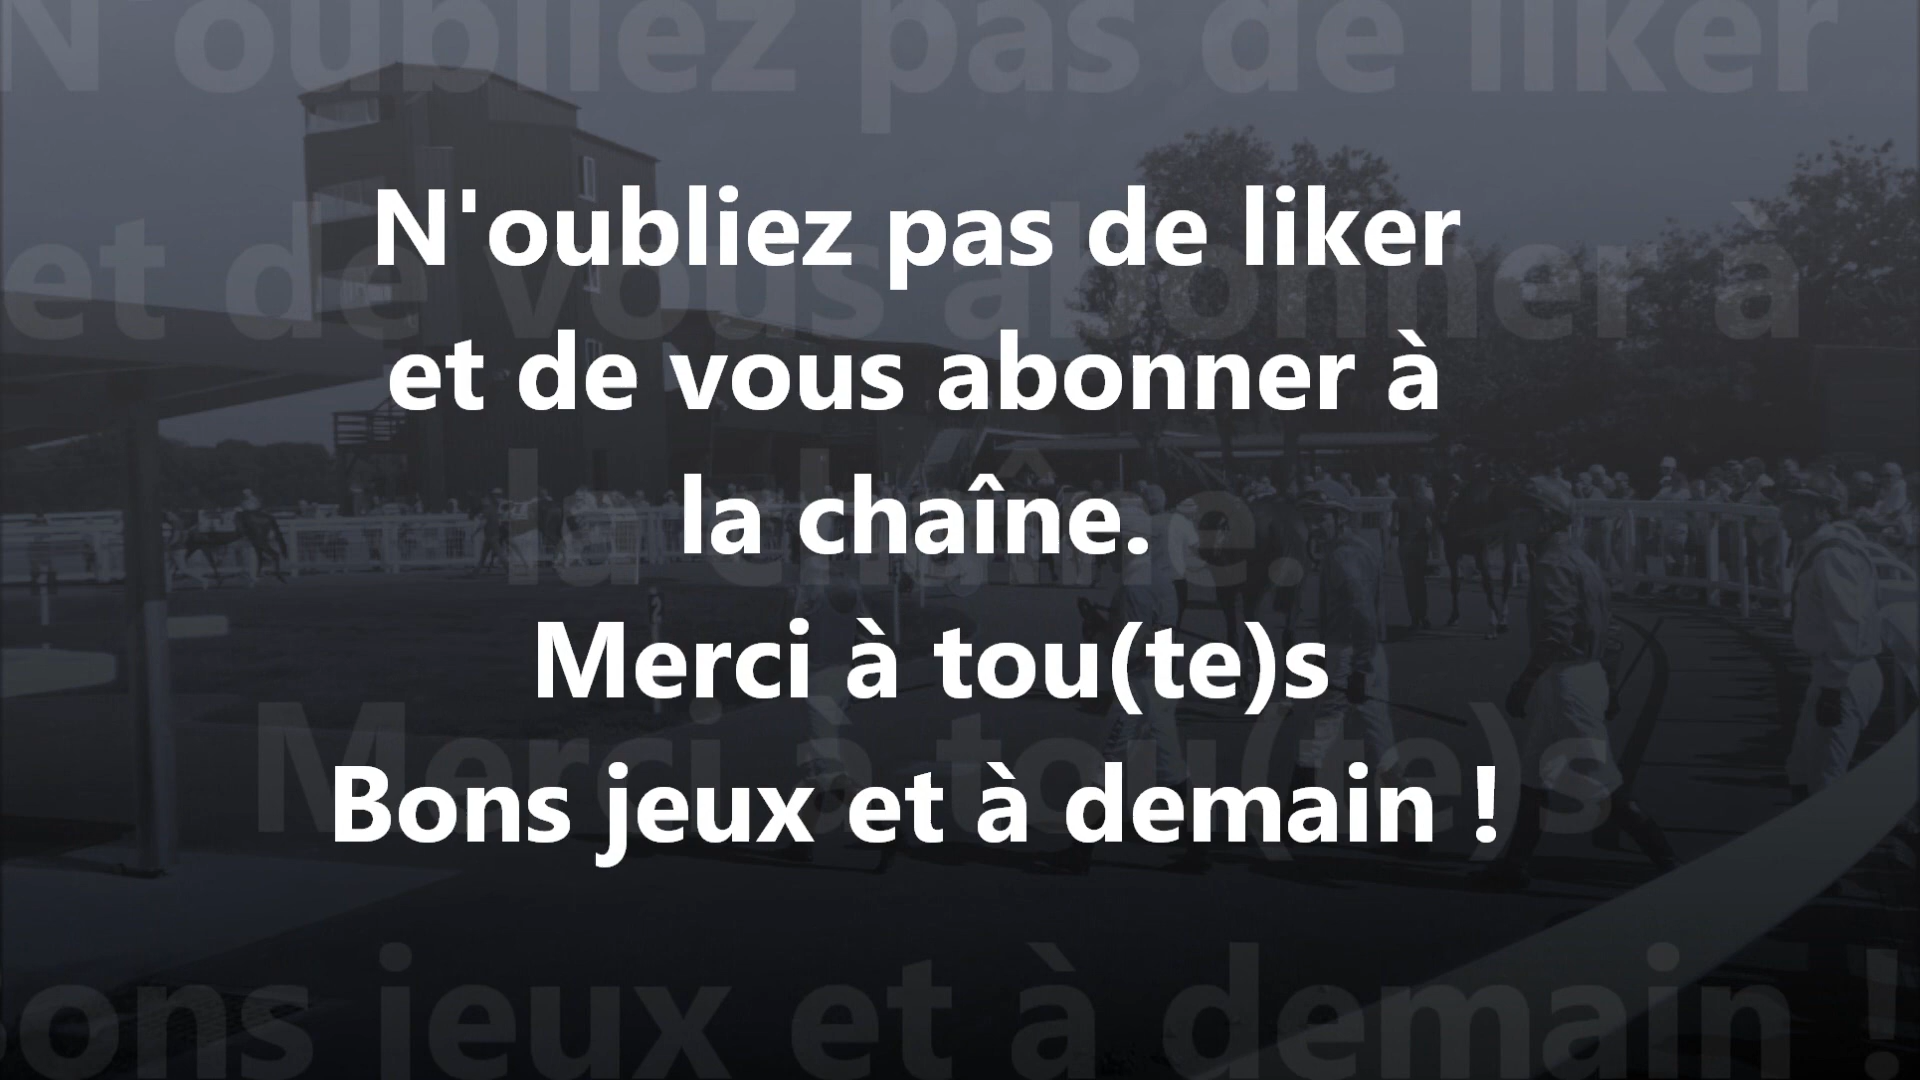 N'oubliez pas de liker
et de vous abonner à
la chaîne.
Merci à tou(te)s
Bons jeux et à demain !